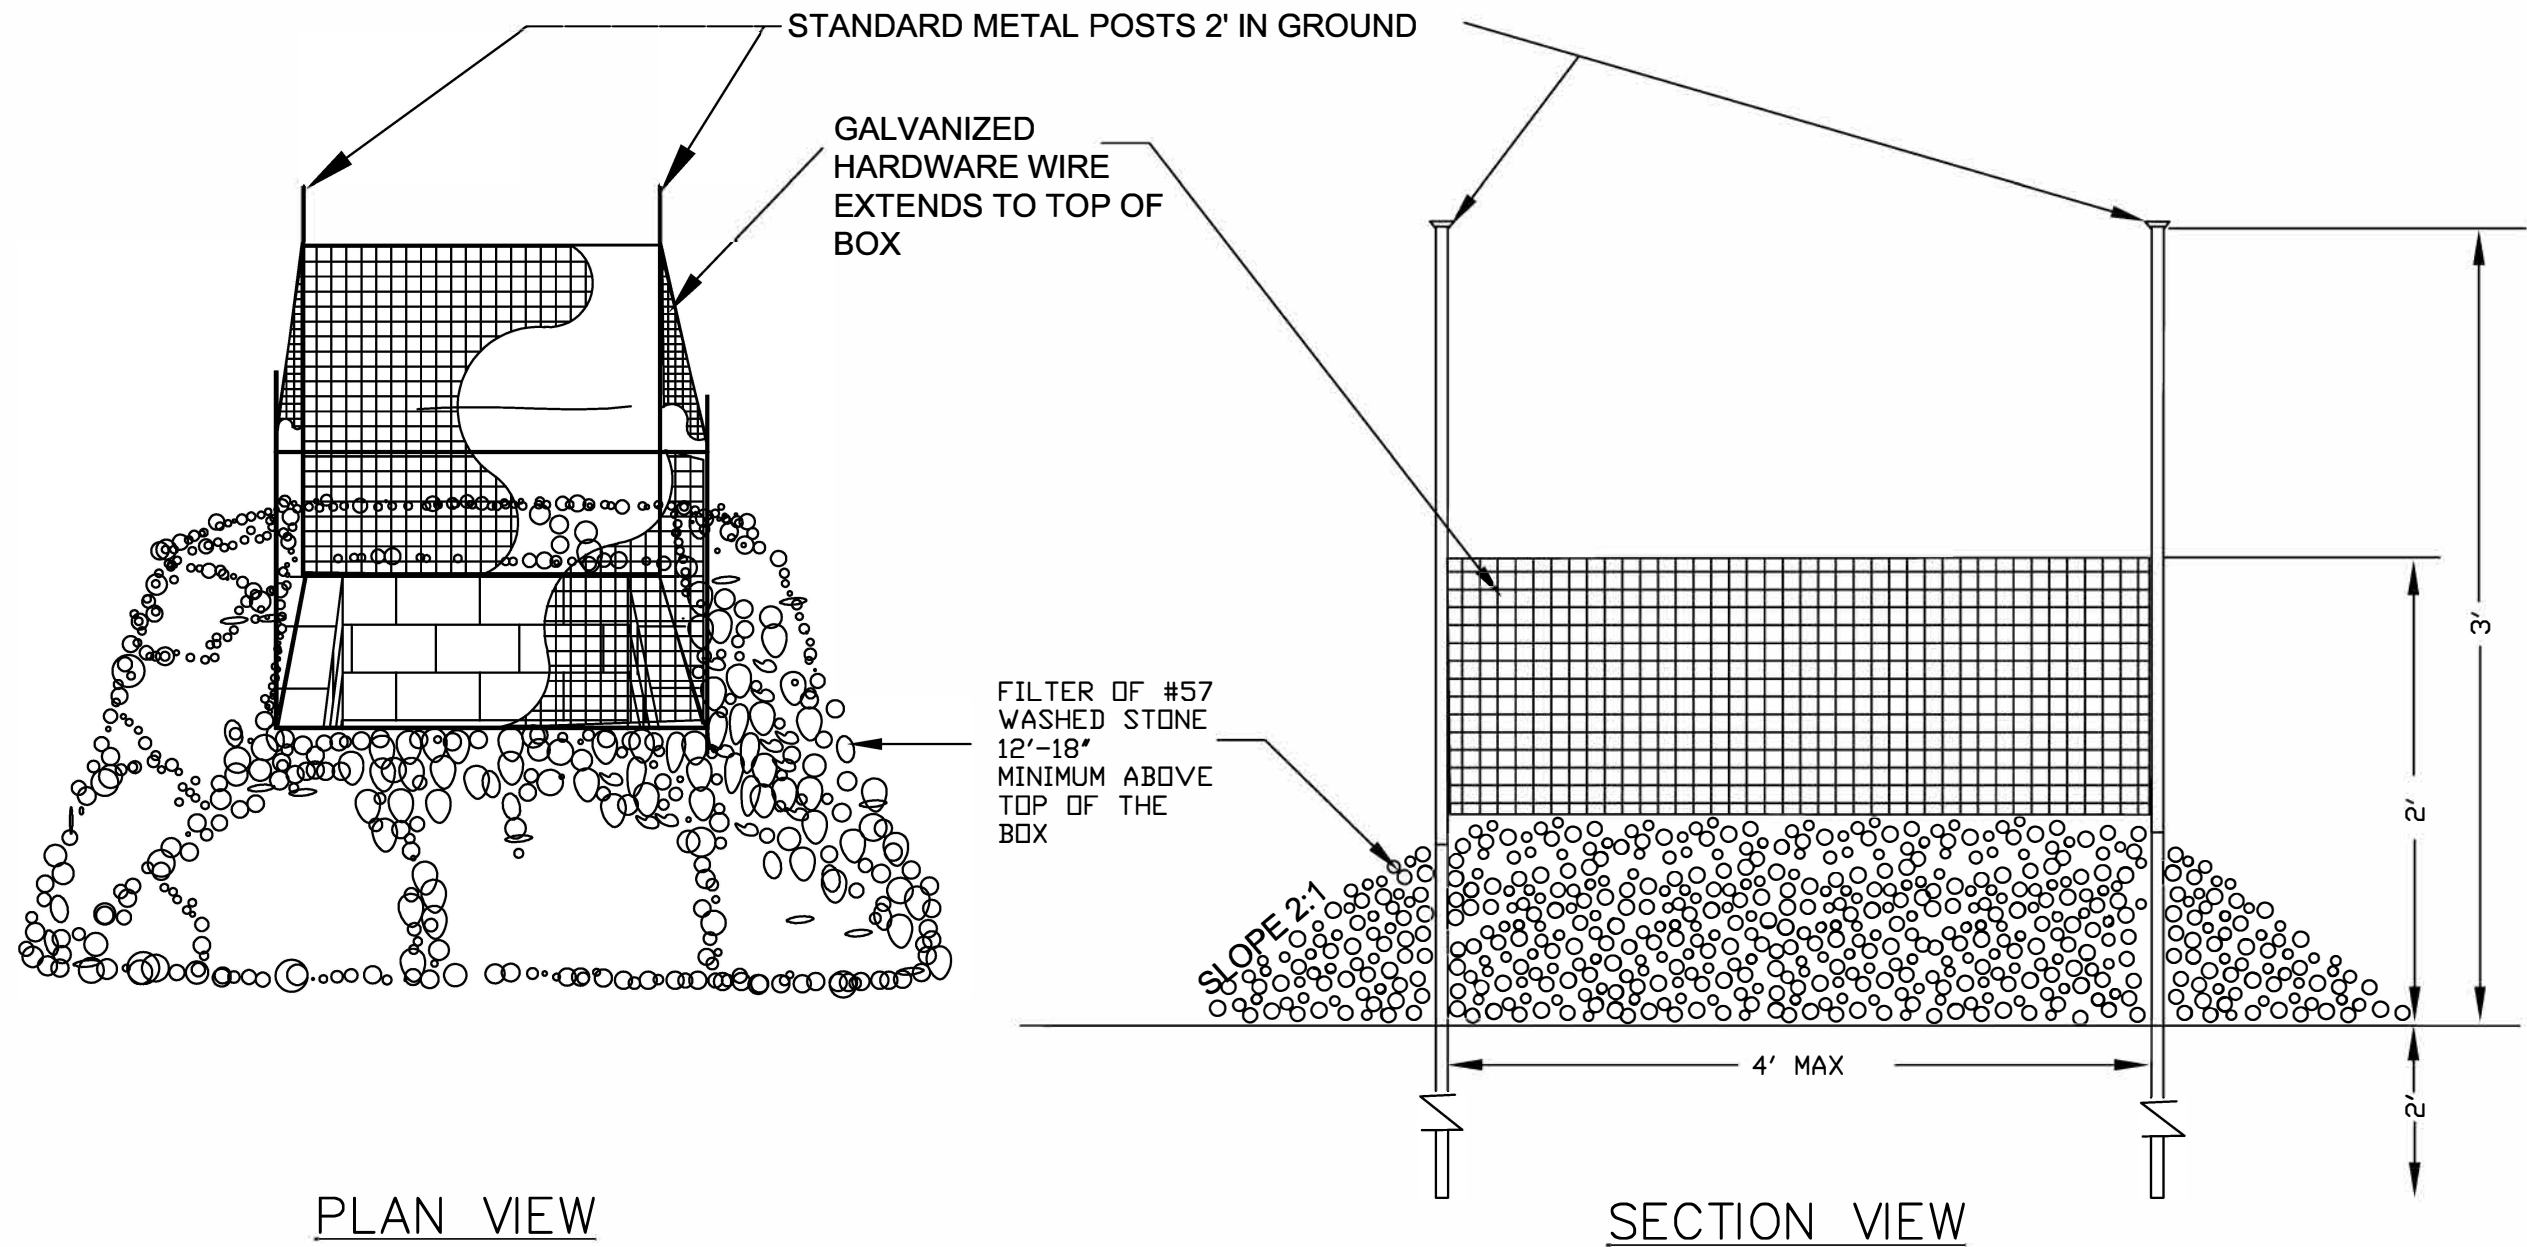 STANDARD METAL POSTS 2' IN GROUND
GALVANIZED
HARDWARE WIRE
EXTENDS TO TOP OF
BOX
FILTER OF #57
WASHED STONE
12'-18"
MINIMUM ABOVE
TOP OF THE
BOX
SLOPE 2:1
3'
2'
4' MAX
2'
PLAN VIEW
SECTION VIEW